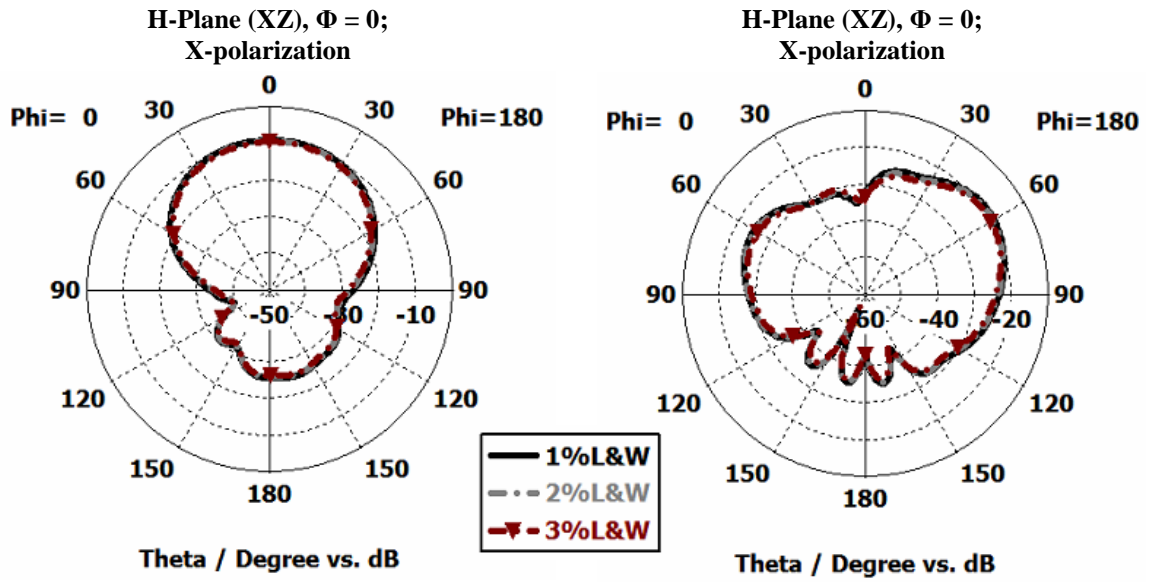 H-Plane (XZ), Φ = 0;
X-polarization
0
30
30
Phi= 0
Phi=180
60
60
90
90
-50
-30
-10
120
120
150
150
180
Theta / Degree vs. dB
H-Plane (XZ), Φ = 0;
X-polarization
0
30
30
Phi= 0
Phi=180
60
60
90
90
-60
-40
-20
120
120
150
150
180
Theta / Degree vs. dB
1%L&W
2%L&W
3%L&W